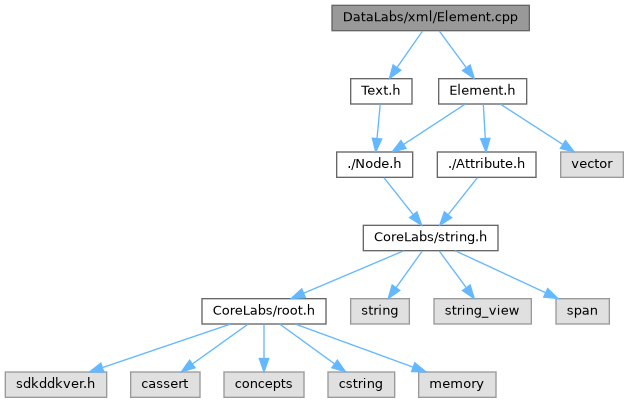 DataLabs/xml/Element.cpp
Text.h
Element.h
./Node.h
./Attribute.h
vector
CoreLabs/string.h
CoreLabs/root.h
string
string_view
span
sdkddkver.h
cassert
concepts
cstring
memory